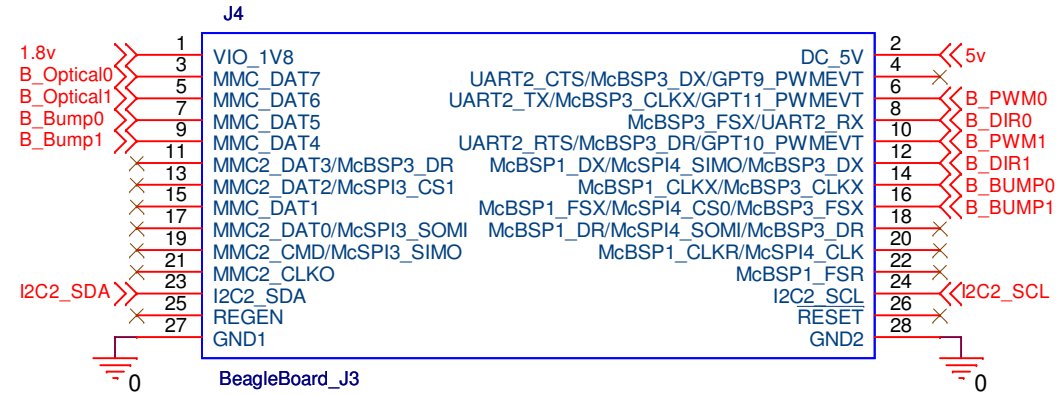 J4
1.8v 1 VIO_1V8 DC_5V 2 5v
B_Optical0 3 MMC_DAT7 UART2_CTS/McBSP3_DX/GPT9_PWMEVT 4
B_Optical1 5 MMC_DAT6 UART2_TX/McBSP3_CLKX/GPT11_PWMEVT 6 B_PWM0
B_Bump0 7 MMC_DAT5 McBSP3_FSX/UART2_RX 8 B_DIR0
B_Bump1 9 MMC_DAT4 UART2_RTS/McBSP3_DR/GPT10_PWMEVT 10 B_PWM1
11 MMC2_DAT3/McBSP3_DR McBSP1_DX/McSPI4_SIMO/McBSP3_DX 12 B_DIR1
13 MMC2_DAT2/McSPI3_CS1 McBSP1_CLKX/McBSP3_CLKX 14 B_BUMP0
15 MMC_DAT1 McBSP1_FSX/McSPI4_CS0/McBSP3_FSX 16 B_BUMP1
17 MMC2_DAT0/McSPI3_SOMI McBSP1_DR/McSPI4_SOMI/McBSP3_DR 18
19 MMC2_CMD/McSPI3_SIMO McBSP1_CLKR/McSPI4_CLK 20
21 MMC2_CLKO McBSP1_FSR 22
I2C2_SDA 23 I2C2_SDA I2C2_SCL 24 I2C2_SCL
25 REGEN RESET 26
27 GND1 GND2 28
0 BeagleBoard_J3 0